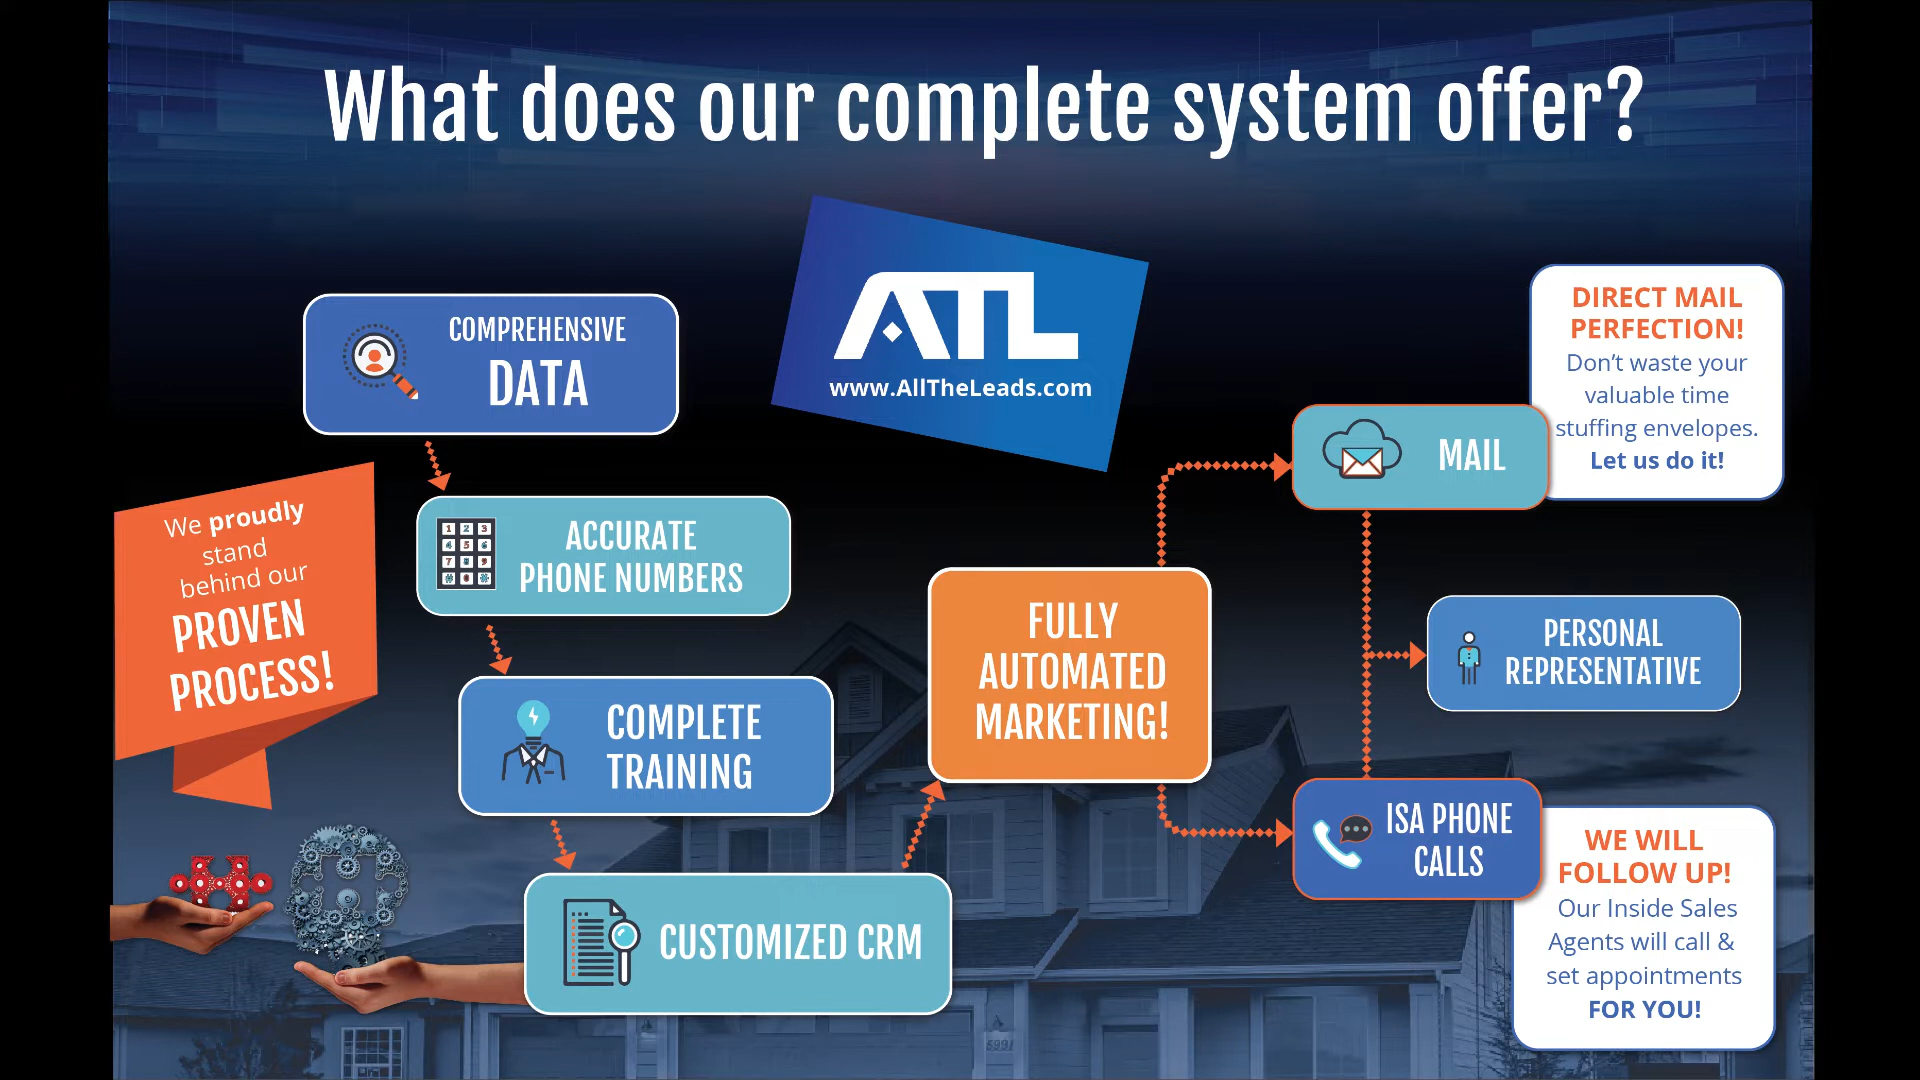 What does our complete system offer?
ATL
www.AllTheLeads.com
COMPREHENSIVE
DATA
ACCURATE
PHONE NUMBERS
COMPLETE
TRAINING
CUSTOMIZED CRM
We proudly
stand
behind our
PROVEN
PROCESS!
FULLY
AUTOMATED
MARKETING!
MAIL
DIRECT MAIL
PERFECTION!
Don't waste your
valuable time
stuffing envelopes.
Let us do it!
PERSONAL
REPRESENTATIVE
ISA PHONE
CALLS
WE WILL
FOLLOW UP!
Our Inside Sales
Agents will call &
set appointments
FOR YOU!